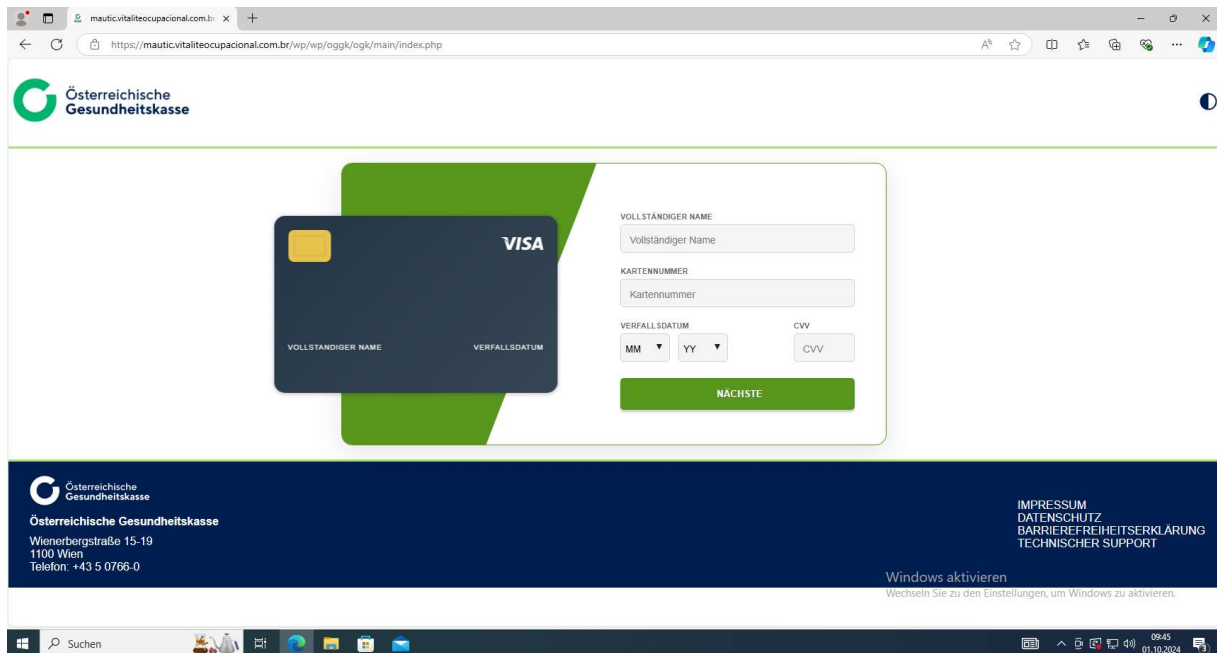 mautic.vitaliteocupacional.com.br
https://mautic.vitaliteocupacional.com.br/wp/wp/oggk/ogk/main/index.php
Österreichische
Gesundheitskasse
VISA
VOLLSTANDIGER NAME
VERFALLSDATUM
VOLLSTÄNDIGER NAME
Vollständiger Name
KARTENNUMMER
Kartennummer
VERFALLSDATUM
CVV
MM
YY
CVV
NÄCHSTE
Österreichische
Gesundheitskasse
Österreichische Gesundheitskasse
Wienerbergstraße 15-19
1100 Wien
Telefon: +43 5 0766-0
IMPRESSUM
DATENSCHUTZ
BARRIEREFREIHEITSERKLÄRUNG
TECHNISCHER SUPPORT
Windows aktivieren
Wechseln Sie zu den Einstellungen, um Windows zu aktivieren.
Suchen
09:45
01.10.2024